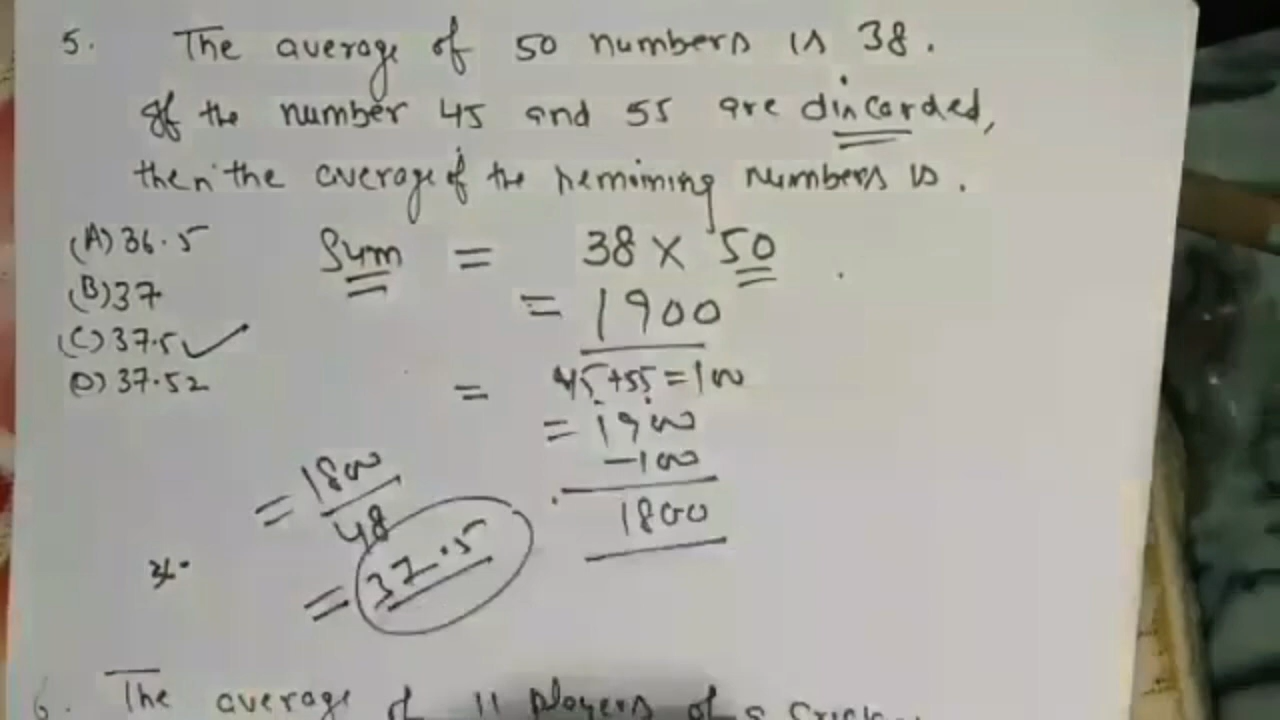 5. The average of 50 numbers is 38.
If the number 45 and 55 are discarded,
then the average of the remaining numbers is.
(A) 36.5
(B) 37
(C) 37.5 ✓
(D) 37.52
Sum = 38 × 50
= 1900
= 45 + 55 = 100
= 1900
- 100
1800
= 1800
48
= 37.5
6. The average of 11 players of a